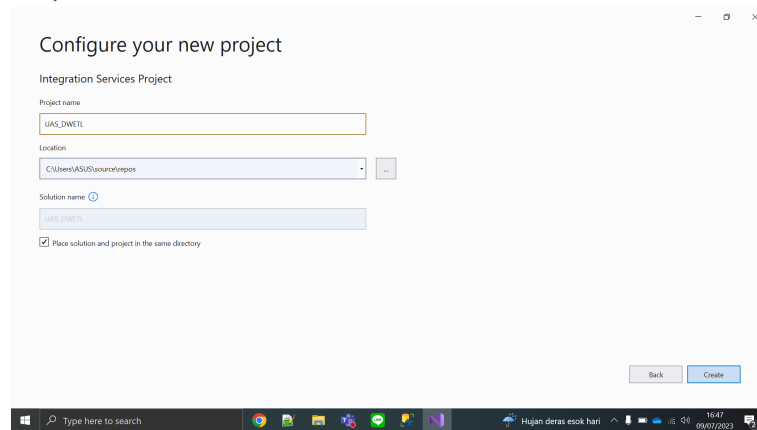 Configure your new project
Integration Services Project
Project name
UAS_DWETL
Location
C:\Users\ASUS\source\repos
...
Solution name
UAS_DWETL
Place solution and project in the same directory
Back
Create
Type here to search
Hujan deras esok hari
16:47
09/07/2023
2